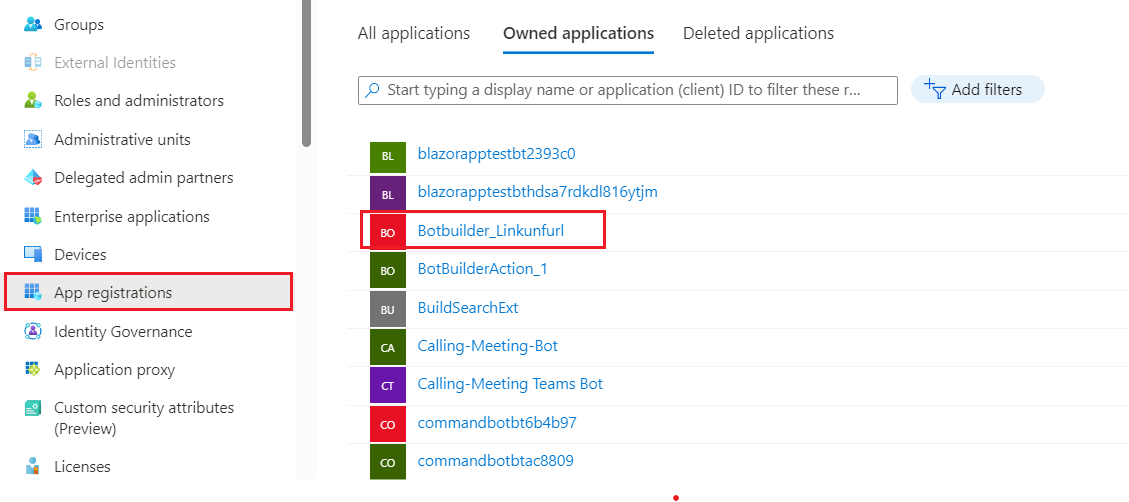 Groups
External Identities
Roles and administrators
Administrative units
Delegated admin partners
Enterprise applications
Devices
App registrations
Identity Governance
Application proxy
Custom security attributes
(Preview)
Licenses
All applications Owned applications Deleted applications
Start typing a display name or application (client) ID to filter these r... Add filters
BL blazorapptestbt2393c0
BL blazorapptestbthdsa7rdkdl816ytjm
BO Botbuilder_Linkunfurl
BO BotBuilderAction_1
BU BuildSearchExt
CA Calling-Meeting-Bot
CT Calling-Meeting Teams Bot
CO commandbotbt6b4b97
CO commandbotbtac8809